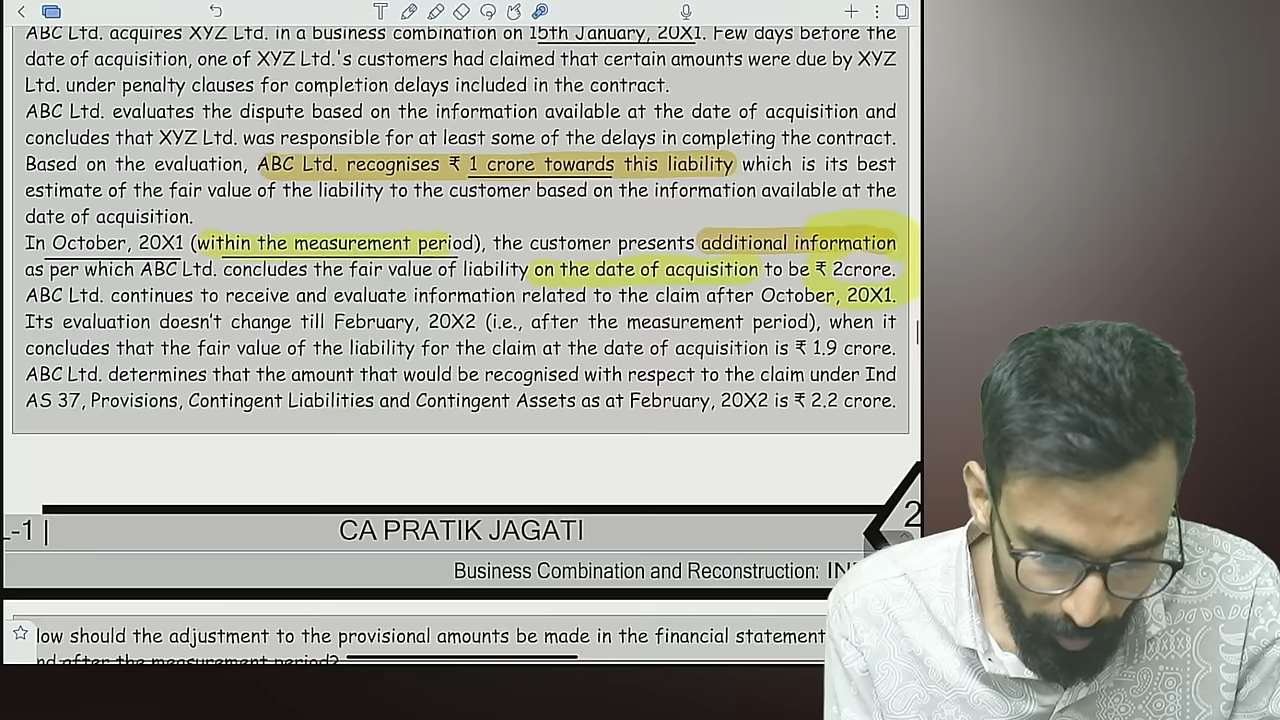 ABC Ltd. acquires XYZ Ltd. in a business combination on 15th January, 20X1. Few days before the
date of acquisition, one of XYZ Ltd.'s customers had claimed that certain amounts were due by XYZ
Ltd. under penalty clauses for completion delays included in the contract.
ABC Ltd. evaluates the dispute based on the information available at the date of acquisition and
concludes that XYZ Ltd. was responsible for at least some of the delays in completing the contract.
Based on the evaluation, ABC Ltd. recognises ₹ 1 crore towards this liability which is its best
estimate of the fair value of the liability to the customer based on the information available at the
date of acquisition.
In October, 20X1 (within the measurement period), the customer presents additional information
as per which ABC Ltd. concludes the fair value of liability on the date of acquisition to be ₹ 2crore.
ABC Ltd. continues to receive and evaluate information related to the claim after October, 20X1.
Its evaluation doesn't change till February, 20X2 (i.e., after the measurement period), when it
concludes that the fair value of the liability for the claim at the date of acquisition is ₹ 1.9 crore.
ABC Ltd. determines that the amount that would be recognised with respect to the claim under Ind
AS 37, Provisions, Contingent Liabilities and Contingent Assets as at February, 20X2 is ₹ 2.2 crore.
L-1 |
CA PRATIK JAGATI
2
Business Combination and Reconstruction:
low should the adjustment to the provisional amounts be made in the financial statement
nd after the measurement period?